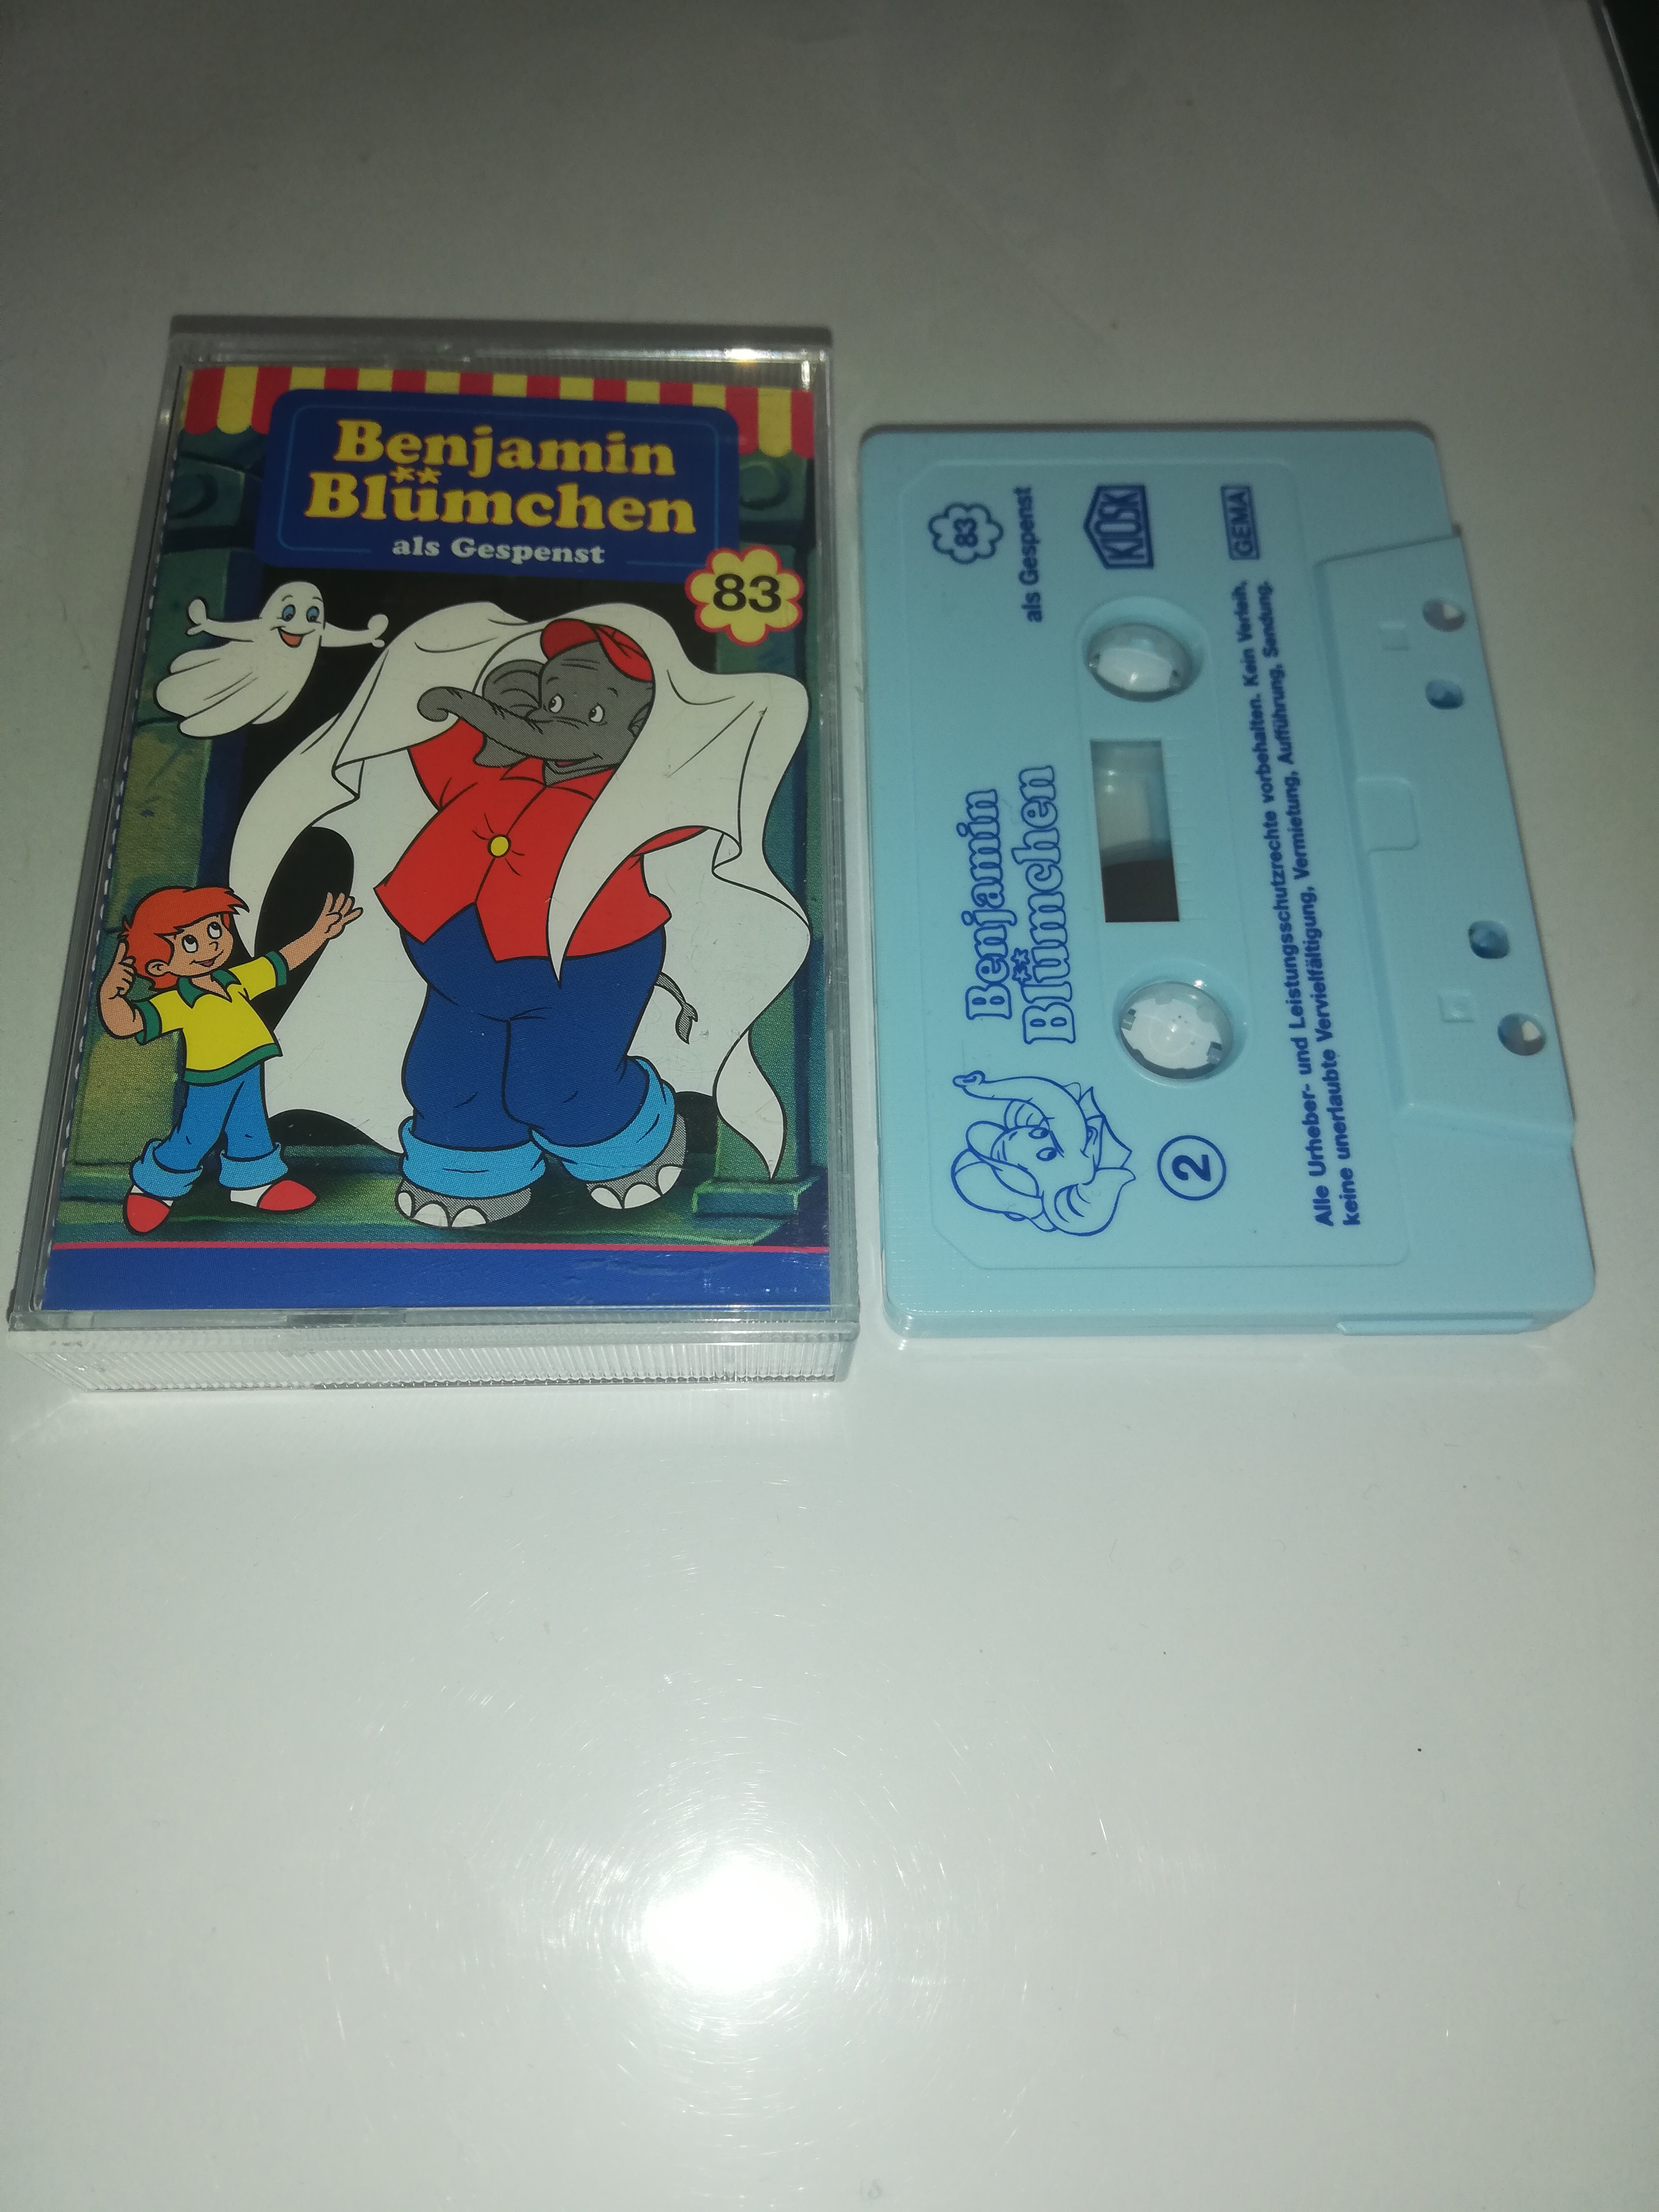 Benjamin
Blümchen
als Gespenst
83
83
als Gespenst
KIOSK
GEMA
Benjamin
Blümchen
2
Alle Urheber- und Leistungsschutzrechte vorbehalten. Kein Verleih,
keine unerlaubte Vervielfältigung, Vermietung, Aufführung, Sendung.